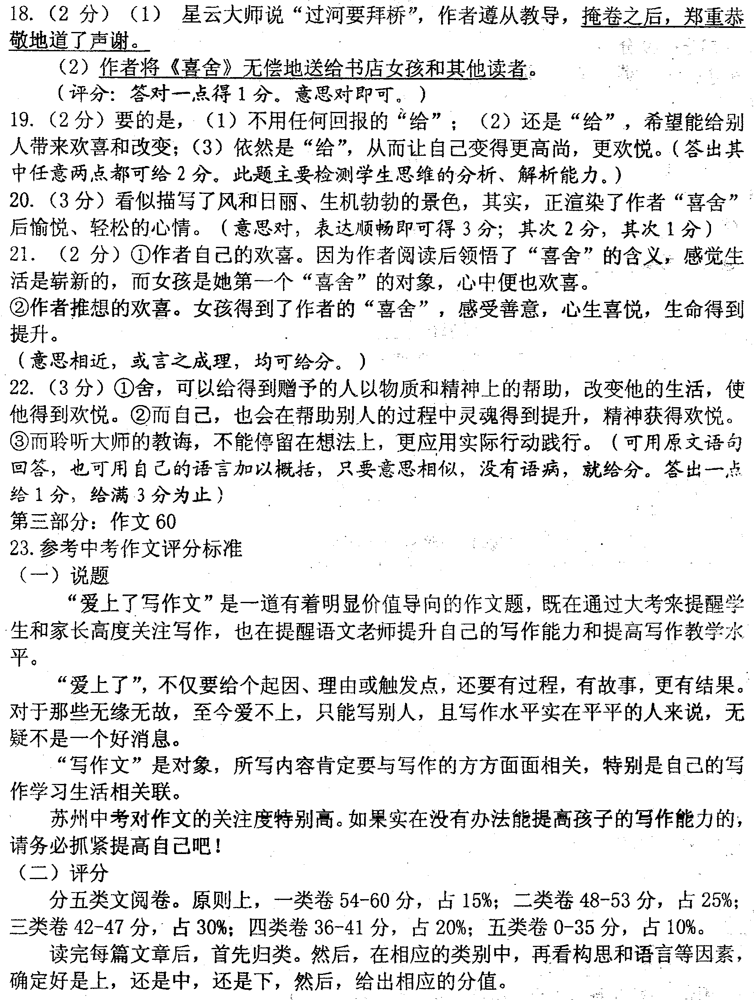 18.（2 分）（1） 星云大师说“过河要拜桥”，作者遵从教导，掩卷之后，郑重恭
敬地道了声谢。
（2）作者将《喜舍》无偿地送给书店女孩和其他读者。
（评分：答对一点得 1 分。意思对即可。）
19.（2 分）要的是，（1）不用任何回报的“给”；（2）还是“给”，希望能给别
人带来欢喜和改变；（3）依然是“给”，从而让自己变得更高尚，更欢悦。（答出其
中任意两点都可给 2 分。此题主要检测学生思维的分析、解析能力。）
20.（3 分）看似描写了风和日丽、生机勃勃的景色，其实，正渲染了作者“喜舍”
后愉悦、轻松的心情。（意思对，表达顺畅即可得 3 分；其次 2 分，其次 1 分）
21. （2 分）①作者自己的欢喜。因为作者阅读后领悟了“喜舍”的含义，感觉生
活是崭新的，而女孩是她第一个“喜舍”的对象，心中便也欢喜。
②作者推想的欢喜。女孩得到了作者的“喜舍”，感受善意，心生喜悦，生命得到
提升。
（意思相近，或言之成理，均可给分。）
22.（3 分）①舍，可以给得到赠予的人以物质和精神上的帮助，改变他的生活，使
他得到欢悦。②而自己，也会在帮助别人的过程中灵魂得到提升，精神获得欢悦。
③而聆听大师的教诲，不能停留在想法上，更应用实际行动践行。（可用原文语句
回答，也可用自己的语言加以概括，只要意思相似，没有语病，就给分。答出一点
给 1 分，给满 3 分为止）
第三部分：作文 60
23.参考中考作文评分标准
（一）说题
“爱上了写作文”是一道有着明显价值导向的作文题，既在通过大考来提醒学
生和家长高度关注写作，也在提醒语文老师提升自己的写作能力和提高写作教学水
平。
“爱上了”，不仅要给个起因、理由或触发点，还要有过程，有故事，更有结果。
对于那些无缘无故，至今爱不上，只能写别人，且写作水平实在平平的人来说，无
疑不是一个好消息。
“写作文”是对象，所写内容肯定要与写作的方方面面相关，特别是自己的写
作学习生活相关联。
苏州中考对作文的关注度特别高。如果实在没有办法能提高孩子的写作能力的，
请务必抓紧提高自己吧！
（二）评分
分五类文阅卷。原则上，一类卷 54-60 分，占 15%；二类卷 48-53 分，占 25%；
三类卷 42-47 分，占 30%；四类卷 36-41 分，占 20%；五类卷 0-35 分，占 10%。
读完每篇文章后，首先归类。然后，在相应的类别中，再看构思和语言等因素，
确定好是上，还是中，还是下，然后，给出相应的分值。